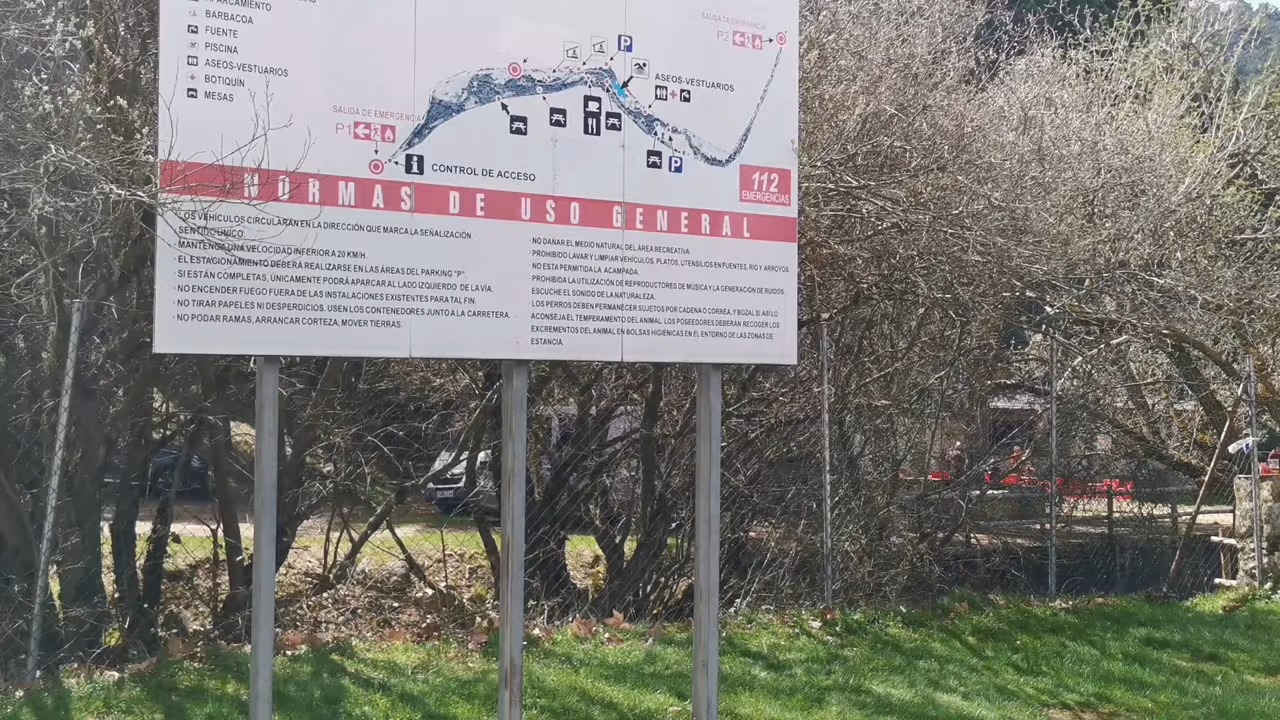 APARCAMIENTO
BARBACOA
FUENTE
PISCINA
ASEOS-VESTUARIOS
BOTIQUÍN
MESAS
SALIDA DE EMERGENCIA
P2
P
ASEOS-VESTUARIOS
SALIDA DE EMERGENCIA
P1
P
i
CONTROL DE ACCESO
112
EMERGENCIAS
NORMAS DE USO GENERAL
LOS VEHÍCULOS CIRCULARÁN EN LA DIRECCIÓN QUE MARCA LA SEÑALIZACIÓN.
SENTIDO ÚNICO.
· MANTENGA UNA VELOCIDAD INFERIOR A 20 KM/H.
· EL ESTACIONAMIENTO DEBERÁ REALIZARSE EN LAS ÁREAS DEL PARKING "P".
· SI ESTÁN COMPLETAS, ÚNICAMENTE PODRÁ APARCAR AL LADO IZQUIERDO DE LA VÍA.
· NO ENCENDER FUEGO FUERA DE LAS INSTALACIONES EXISTENTES PARA TAL FIN.
· NO TIRAR PAPELES NI DESPERDICIOS. USEN LOS CONTENEDORES JUNTO A LA CARRETERA.
· NO PODAR RAMAS, ARRANCAR CORTEZA, MOVER TIERRAS.
· NO DAÑAR EL MEDIO NATURAL DEL ÁREA RECREATIVA.
· PROHIBIDO LAVAR Y LIMPIAR VEHÍCULOS, PLATOS, UTENSILIOS EN FUENTES, RÍO Y ARROYOS.
NO ESTA PERMITIDA LA ACAMPADA.
PROHIBIDA LA UTILIZACIÓN DE REPRODUCTORES DE MÚSICA Y LA GENERACIÓN DE RUIDOS.
ESCUCHE EL SONIDO DE LA NATURALEZA.
· LOS PERROS DEBEN PERMANECER SUJETOS POR CADENA O CORREA, Y BOZAL SI ASÍ LO
ACONSEJA EL TEMPERAMENTO DEL ANIMAL. LOS POSEEDORES DEBERÁN RECOGER LOS
EXCREMENTOS DEL ANIMAL EN BOLSAS HIGIENICAS EN EL ENTORNO DE LAS ZONAS DE
ESTANCIA.